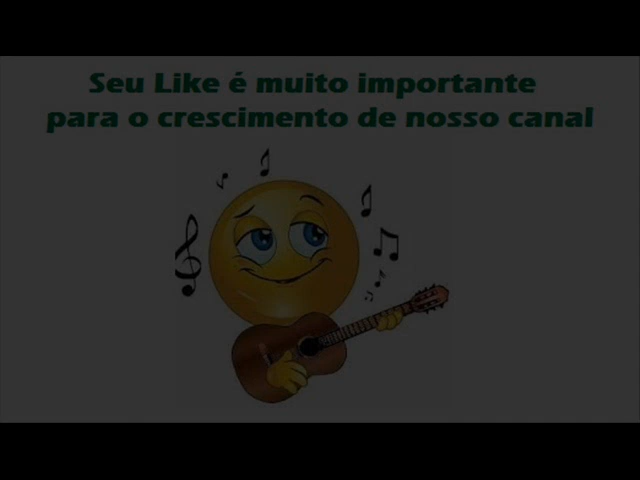 Seu Like é muito importante
para o crescimento de nosso canal